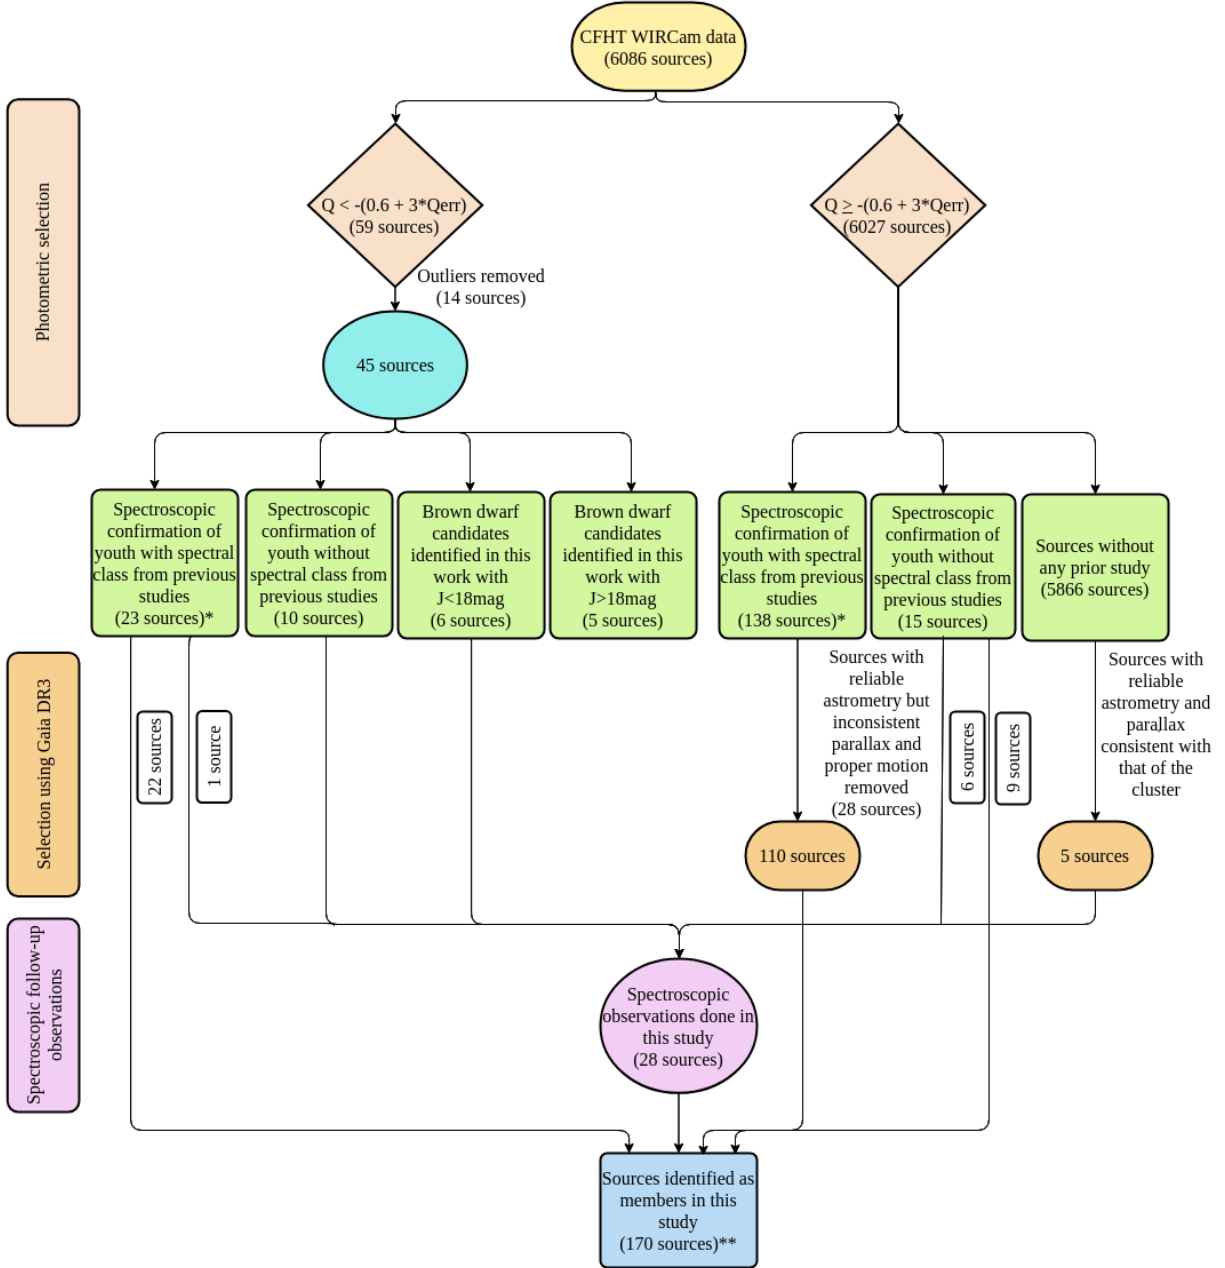 CFHT WIRCam data
(6086 sources)
Photometric selection
Q < -(0.6 + 3*Qerr)
(59 sources)
Q ≥ -(0.6 + 3*Qerr)
(6027 sources)
Outliers removed
(14 sources)
45 sources
Spectroscopic
confirmation of
youth with spectral
class from previous
studies
(23 sources)*
Spectroscopic
confirmation of
youth without
spectral class from
previous studies
(10 sources)
Brown dwarf
candidates
identified in this
work with
J<18mag
(6 sources)
Brown dwarf
candidates
identified in this
work with
J>18mag
(5 sources)
Spectroscopic
confirmation of
youth with spectral
class from previous
studies
(138 sources)*
Spectroscopic
confirmation of
youth without
spectral class from
previous studies
(15 sources)
Sources without
any prior study
(5866 sources)
Selection using Gaia DR3
22 sources
1 source
Sources with
reliable
astrometry but
inconsistent
parallax and
proper motion
removed
(28 sources)
6 sources
9 sources
Sources with
reliable
astrometry and
parallax
consistent with
that of the
cluster
110 sources
5 sources
Spectroscopic follow-up
observations
Spectroscopic
observations done in
this study
(28 sources)
Sources identified as
members in this
study
(170 sources)**